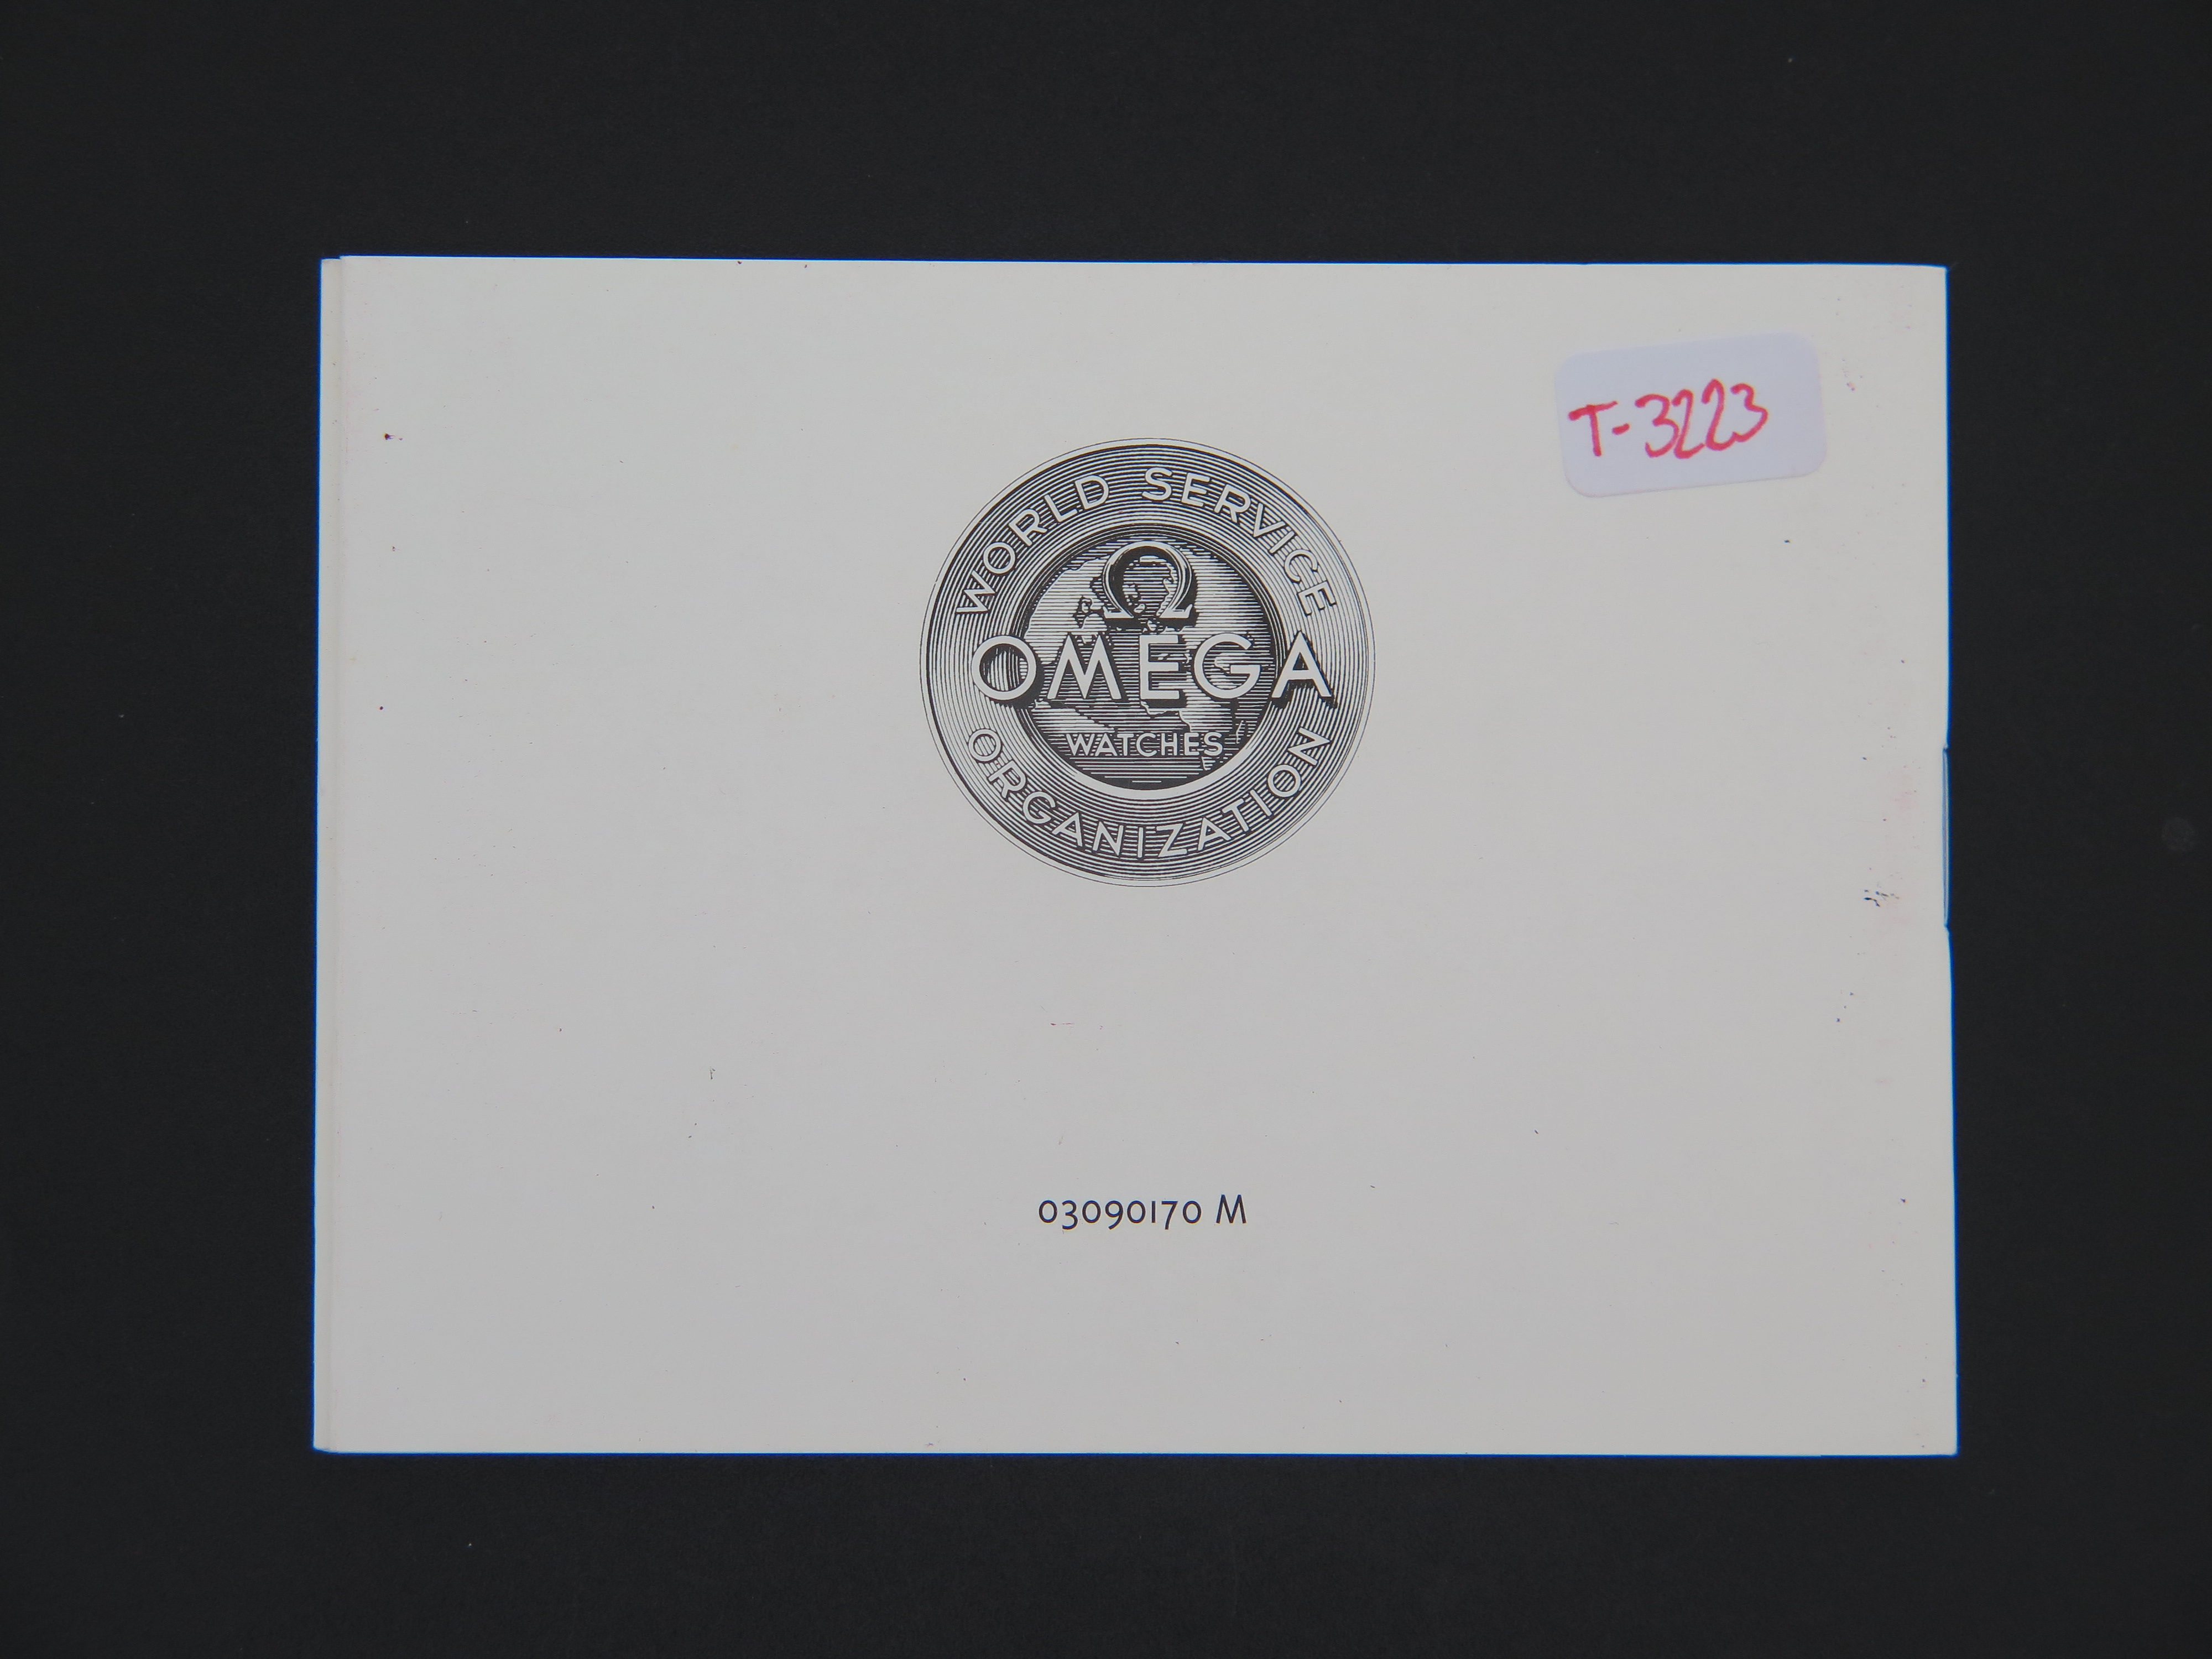 T-3223
WORLD SERVICE
Ω
OMEGA
WATCHES
ORGANIZATION
03090170 M